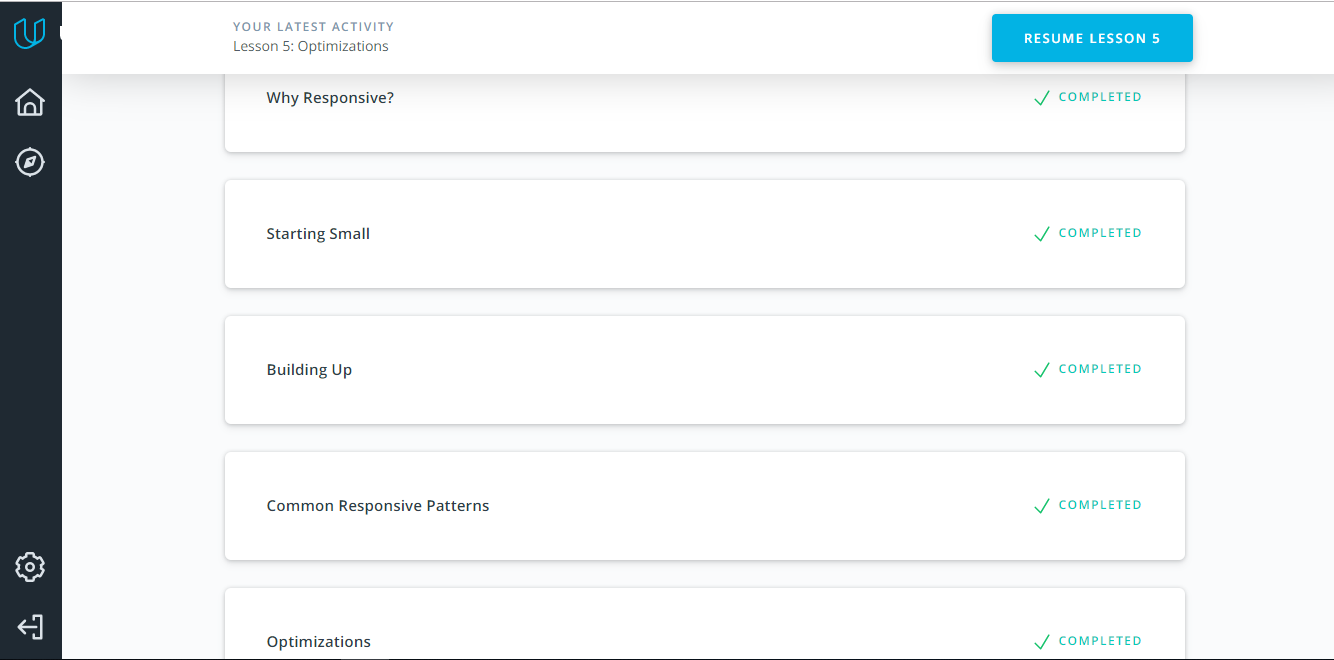 YOUR LATEST ACTIVITY
Lesson 5: Optimizations
RESUME LESSON 5
Why Responsive?
COMPLETED
Starting Small
COMPLETED
Building Up
COMPLETED
Common Responsive Patterns
COMPLETED
Optimizations
COMPLETED